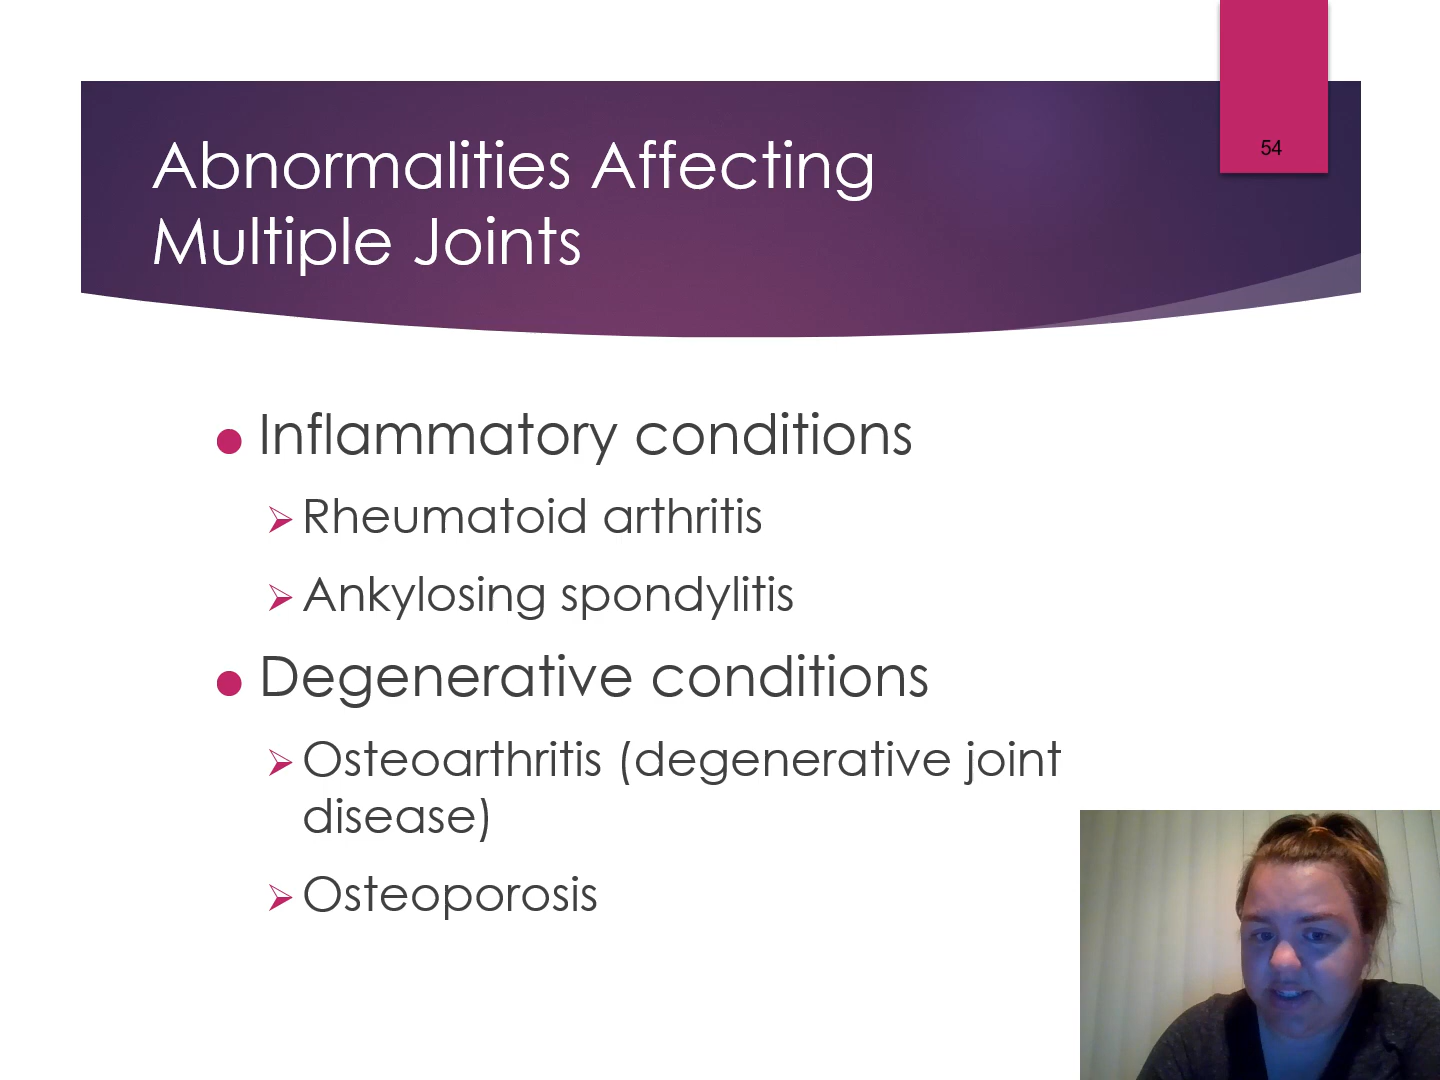 54
Abnormalities Affecting
Multiple Joints
Inflammatory conditions
Rheumatoid arthritis
Ankylosing spondylitis
Degenerative conditions
Osteoarthritis (degenerative joint
disease)
Osteoporosis